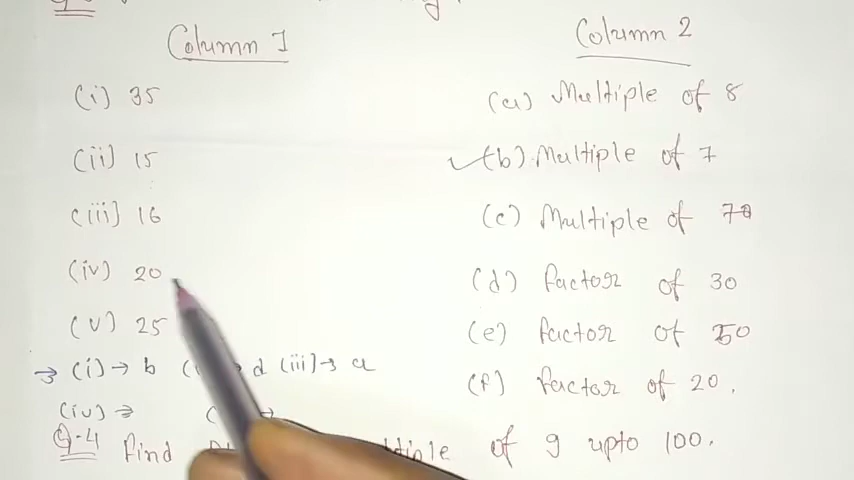 Column 1 Column 2
(i) 35 (a) Multiple of 8
(ii) 15 (b) Multiple of 7
(iii) 16 (c) Multiple of 70
(iv) 20 (d) factor of 30
(v) 25 (e) factor of 50
→ (i) → b d (iii) → a (f) factor of 20.
(iv) →
Q-4 find of 9 upto 100.